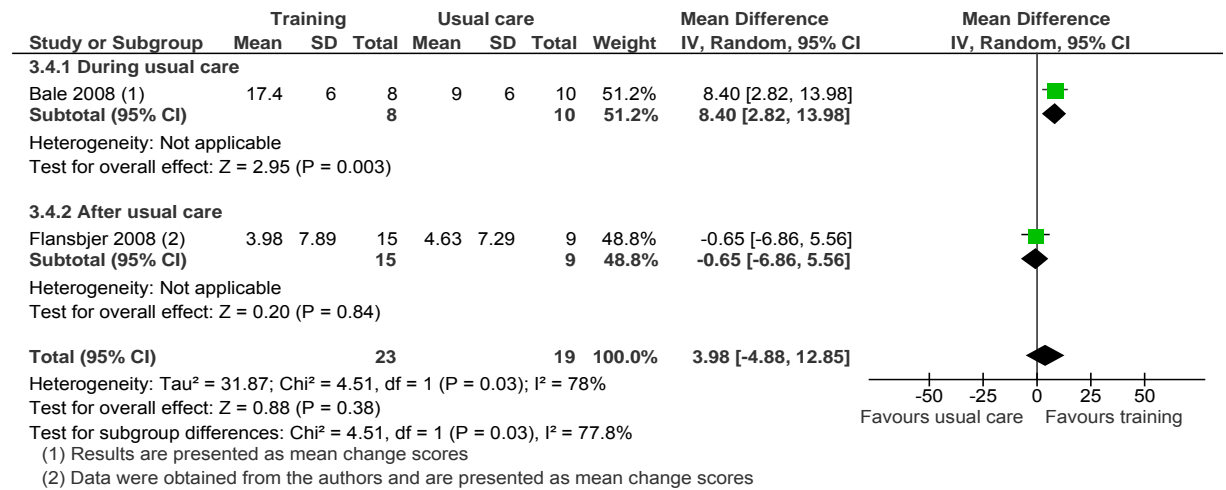 Training Usual care Mean Difference Mean Difference
Study or Subgroup Mean SD Total Mean SD Total Weight IV, Random, 95% CI IV, Random, 95% CI
3.4.1 During usual care
Bale 2008 (1) 17.4 6 8 9 6 10 51.2% 8.40 [2.82, 13.98]
Subtotal (95% CI) 8 10 51.2% 8.40 [2.82, 13.98]
Heterogeneity: Not applicable
Test for overall effect: Z = 2.95 (P = 0.003)
3.4.2 After usual care
Flansbjer 2008 (2) 3.98 7.89 15 4.63 7.29 9 48.8% -0.65 [-6.86, 5.56]
Subtotal (95% CI) 15 9 48.8% -0.65 [-6.86, 5.56]
Heterogeneity: Not applicable
Test for overall effect: Z = 0.20 (P = 0.84)
Total (95% CI) 23 19 100.0% 3.98 [-4.88, 12.85]
Heterogeneity: Tau² = 31.87; Chi² = 4.51, df = 1 (P = 0.03); I² = 78%
Test for overall effect: Z = 0.88 (P = 0.38)
Test for subgroup differences: Chi² = 4.51, df = 1 (P = 0.03), I² = 77.8%
-50 -25 0 25 50
Favours usual care Favours training
(1) Results are presented as mean change scores
(2) Data were obtained from the authors and are presented as mean change scores